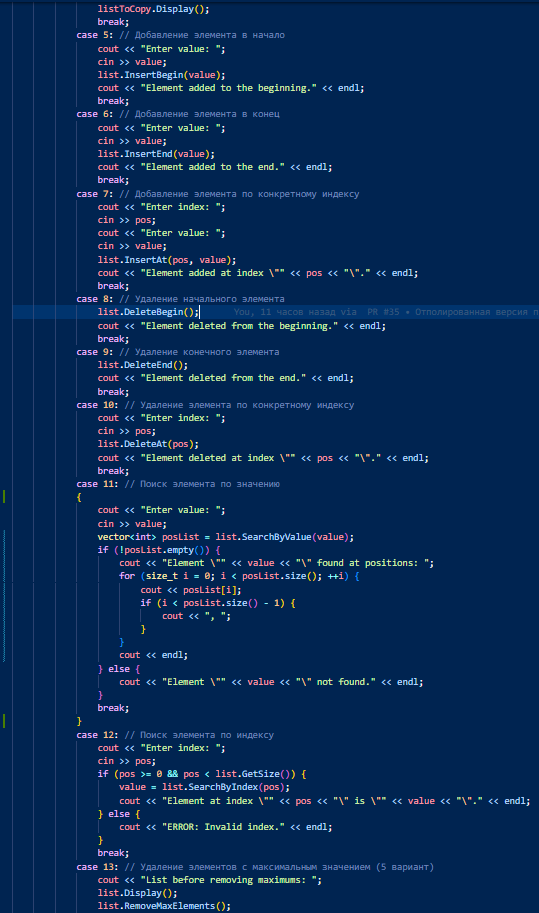 listToCopy.Display();
break;
case 5: // Добавление элемента в начало
cout << "Enter value: ";
cin >> value;
list.InsertBegin(value);
cout << "Element added to the beginning." << endl;
break;
case 6: // Добавление элемента в конец
cout << "Enter value: ";
cin >> value;
list.InsertEnd(value);
cout << "Element added to the end." << endl;
break;
case 7: // Добавление элемента по конкретному индексу
cout << "Enter index: ";
cin >> pos;
cout << "Enter value: ";
cin >> value;
list.InsertAt(pos, value);
cout << "Element added at index \"" << pos << "\"." << endl;
break;
case 8: // Удаление начального элемента
list.DeleteBegin(); You, 11 часов назад via PR #35 • Отполированная версия п
cout << "Element deleted from the beginning." << endl;
break;
case 9: // Удаление конечного элемента
list.DeleteEnd();
cout << "Element deleted from the end." << endl;
break;
case 10: // Удаление элемента по конкретному индексу
cout << "Enter index: ";
cin >> pos;
list.DeleteAt(pos);
cout << "Element deleted at index \"" << pos << "\"." << endl;
break;
case 11: // Поиск элемента по значению
{
cout << "Enter value: ";
cin >> value;
vector<int> posList = list.SearchByValue(value);
if (!posList.empty()) {
cout << "Element \"" << value << "\" found at positions: ";
for (size_t i = 0; i < posList.size(); ++i) {
cout << posList[i];
if (i < posList.size() - 1) {
cout << ", ";
}
}
cout << endl;
} else {
cout << "Element \"" << value << "\" not found." << endl;
}
break;
}
case 12: // Поиск элемента по индексу
cout << "Enter index: ";
cin >> pos;
if (pos >= 0 && pos < list.GetSize()) {
value = list.SearchByIndex(pos);
cout << "Element at index \"" << pos << "\" is \"" << value << "\"." << endl;
} else {
cout << "ERROR: Invalid index." << endl;
}
break;
case 13: // Удаление элементов с максимальным значением (5 вариант)
cout << "List before removing maximums: ";
list.Display();
list.RemoveMaxElements();